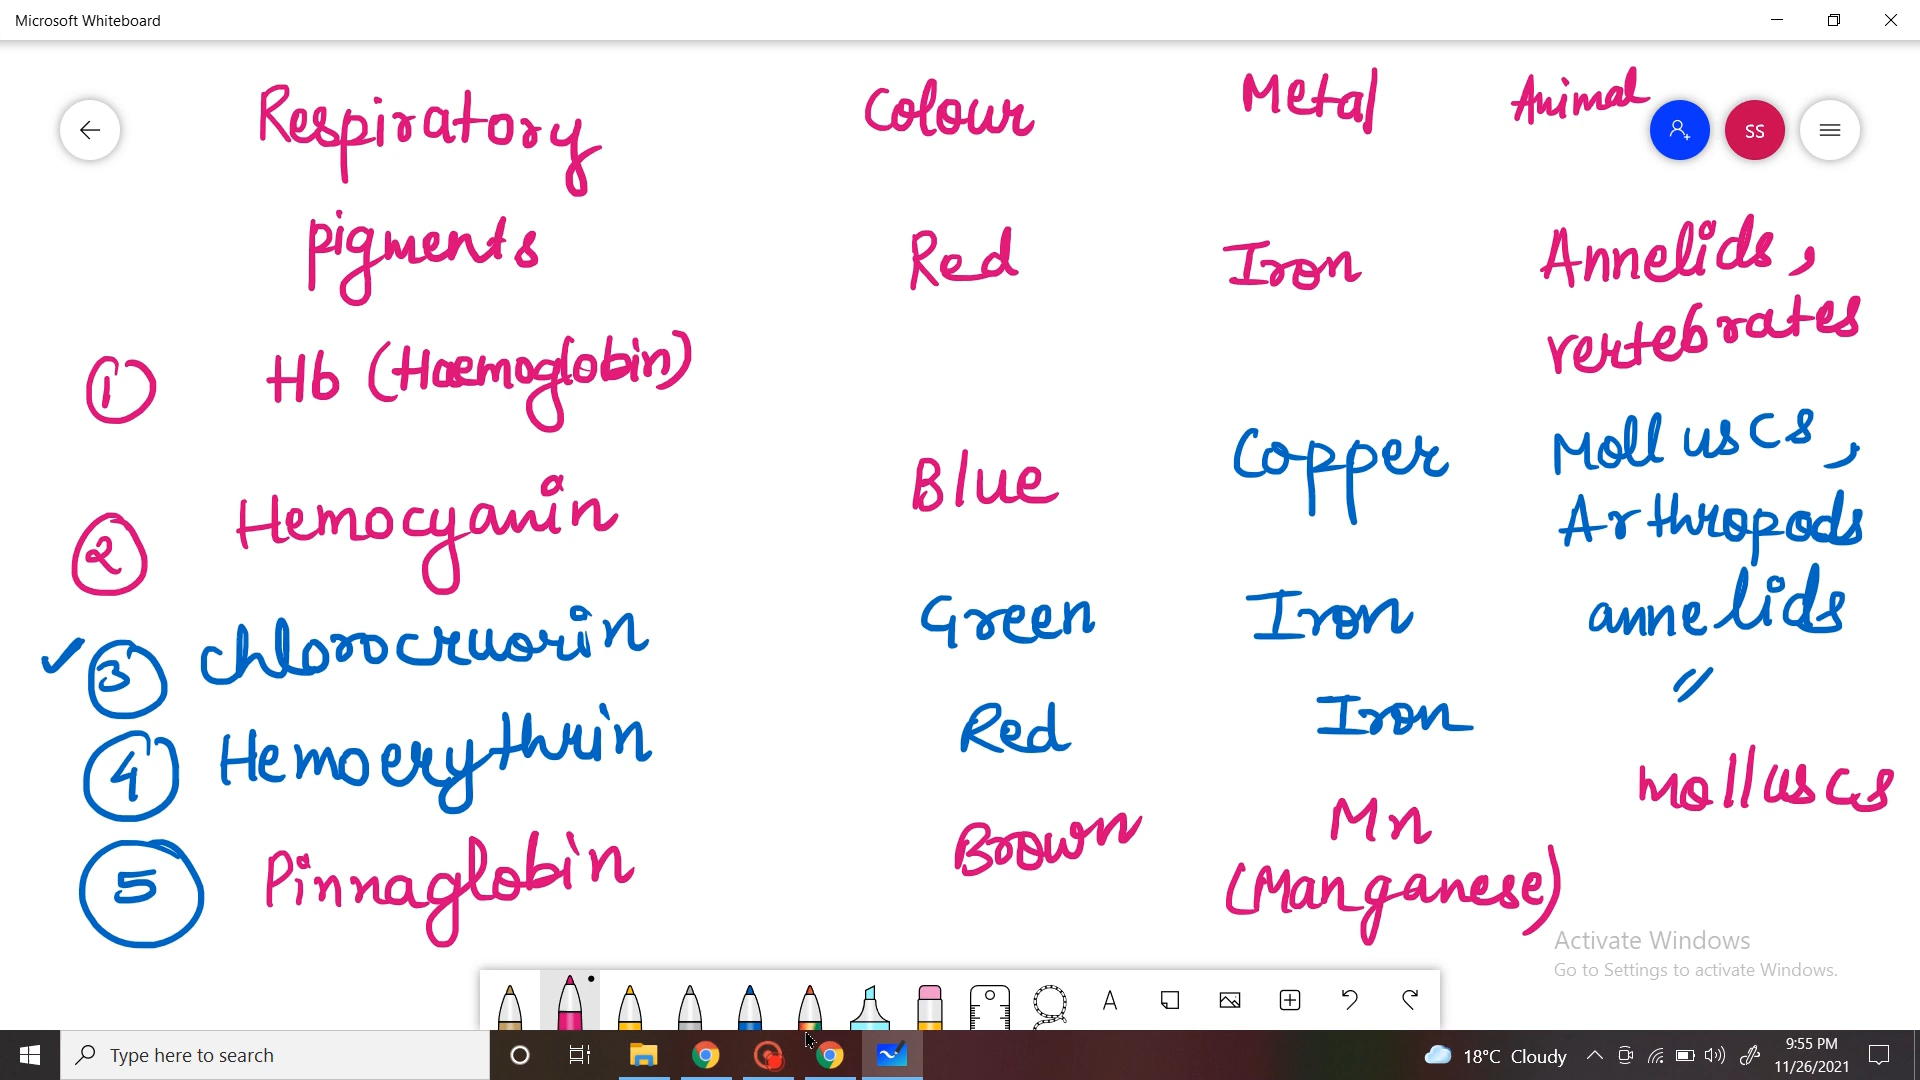 Microsoft Whiteboard
Respiratory Colour Metal Animal
SS
pigments Red Iron Annelids,
vertebrates
1 Hb (Haemoglobin)
2 Hemocyanin Blue Copper Molluscs,
Arthropods
3 chlorocruorin Green Iron annelids
4 Hemoerythrin Red Iron "
5 Pinnaglobin Brown Mn molluscs
(Manganese)
Activate Windows
Go to Settings to activate Windows.
A
Type here to search
18°C Cloudy
9:55 PM
11/26/2021